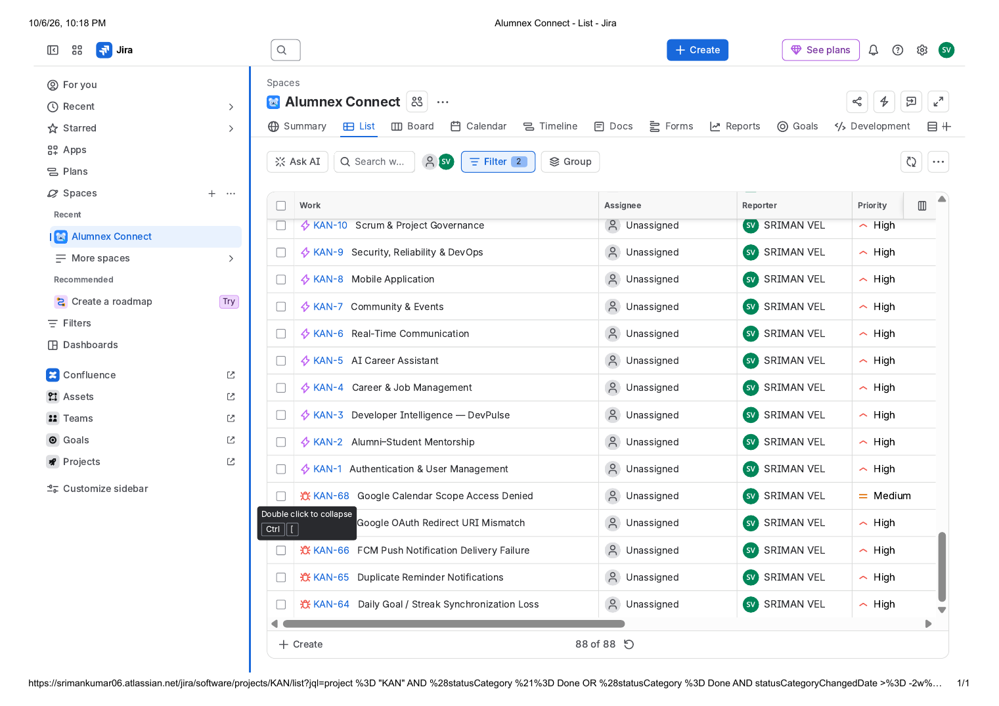 10/6/26, 10:18 PM
Alumnex Connect - List - Jira
Jira
Create
See plans
SV
For you
Recent
Starred
Apps
Plans
Spaces
Recent
Alumnex Connect
More spaces
Recommended
Create a roadmap
Try
Filters
Dashboards
Confluence
Assets
Teams
Goals
Projects
Customize sidebar
Spaces
Alumnex Connect
Summary List Board Calendar Timeline Docs Forms Reports Goals Development
Ask AI Search w... SV Filter 2 Group
Work Assignee Reporter Priority
KAN-10 Scrum & Project Governance Unassigned SV SRIMAN VEL High
KAN-9 Security, Reliability & DevOps Unassigned SV SRIMAN VEL High
KAN-8 Mobile Application Unassigned SV SRIMAN VEL High
KAN-7 Community & Events Unassigned SV SRIMAN VEL High
KAN-6 Real-Time Communication Unassigned SV SRIMAN VEL High
KAN-5 AI Career Assistant Unassigned SV SRIMAN VEL High
KAN-4 Career & Job Management Unassigned SV SRIMAN VEL High
KAN-3 Developer Intelligence — DevPulse Unassigned SV SRIMAN VEL High
KAN-2 Alumni–Student Mentorship Unassigned SV SRIMAN VEL High
KAN-1 Authentication & User Management Unassigned SV SRIMAN VEL High
KAN-68 Google Calendar Scope Access Denied Unassigned SV SRIMAN VEL Medium
Double click to collapse
Ctrl [
Google OAuth Redirect URI Mismatch Unassigned SV SRIMAN VEL High
KAN-66 FCM Push Notification Delivery Failure Unassigned SV SRIMAN VEL High
KAN-65 Duplicate Reminder Notifications Unassigned SV SRIMAN VEL High
KAN-64 Daily Goal / Streak Synchronization Loss Unassigned SV SRIMAN VEL High
Create
88 of 88
https://srimankumar06.atlassian.net/jira/software/projects/KAN/list?jql=project %3D "KAN" AND %28statusCategory %21%3D Done OR %28statusCategory %3D Done AND statusCategoryChangedDate >%3D -2w%…
1/1